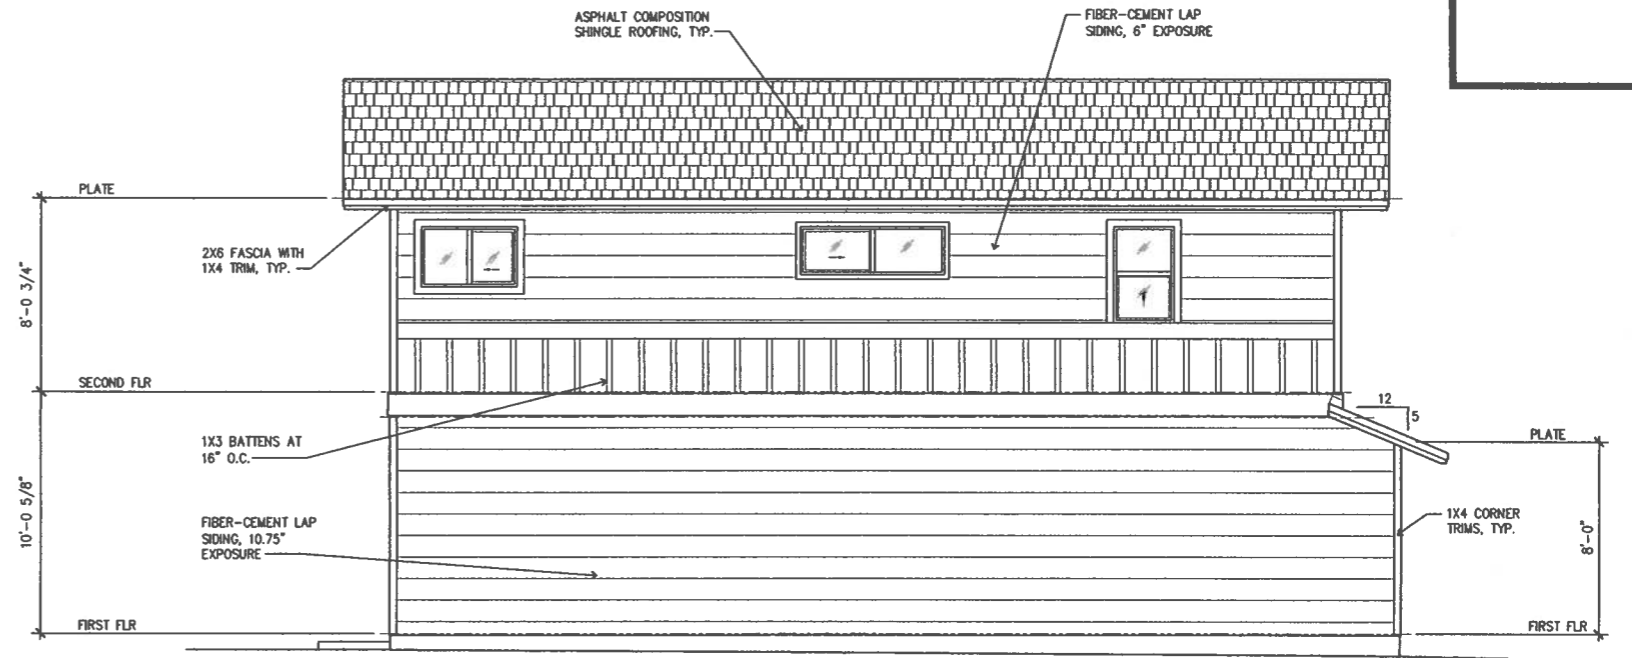 ASPHALT COMPOSITION
SHINGLE ROOFING, TYP.
FIBER-CEMENT LAP
SIDING, 6" EXPOSURE
PLATE
2X6 FASCIA WITH
1X4 TRIM, TYP.
8'-0 3/4"
SECOND FLR
12
5
PLATE
1X3 BATTENS AT
16" O.C.
10'-0 5/8"
FIBER-CEMENT LAP
SIDING, 10.75"
EXPOSURE
1X4 CORNER
TRIMS, TYP.
8'-0"
FIRST FLR
FIRST FLR